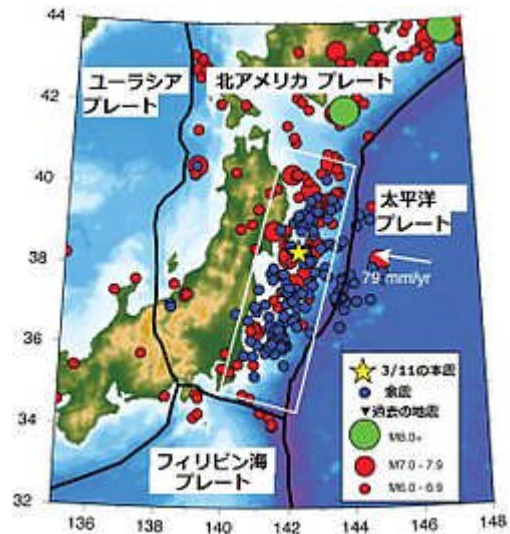 44
42
40
38
36
34
32
ユーラシア
プレート
北アメリカ プレート
太平洋
プレート
79 mm/yr
フィリピン海
プレート
3/11の本震
余震
▼過去の地震
M8.0+
M7.0 - 7.9
M6.0 - 6.9
136
138
140
142
144
146
148